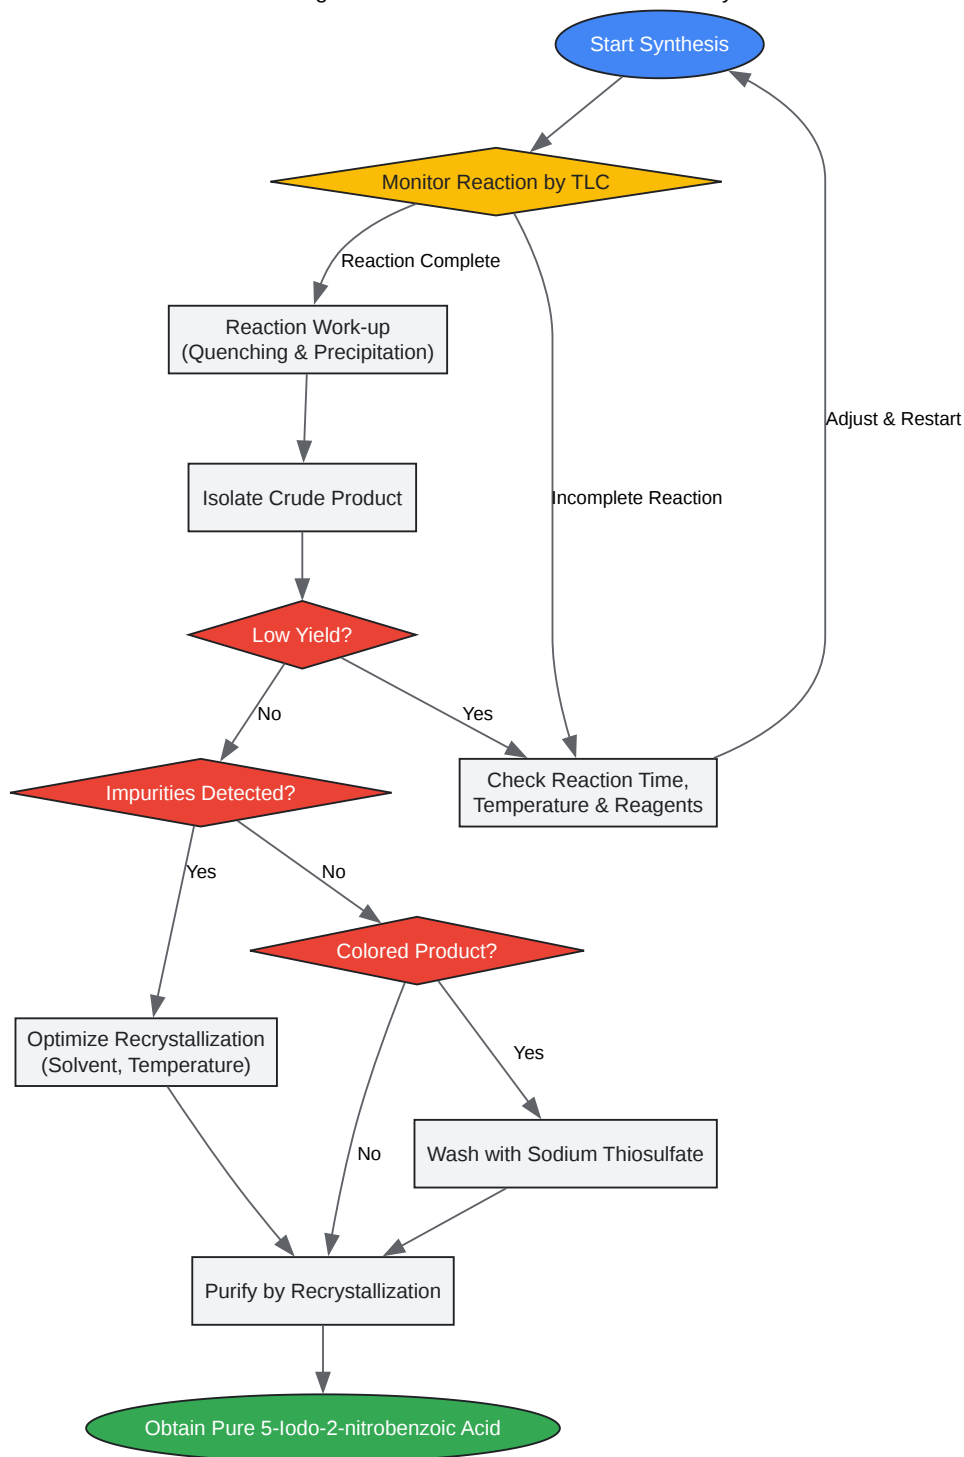 Start Synthesis
Monitor Reaction by TLC
Reaction Complete
Reaction Work-up
(Quenching & Precipitation)
Adjust & Restart
Isolate Crude Product
Incomplete Reaction
Low Yield?
No
Yes
Impurities Detected?
Check Reaction Time,
Temperature & Reagents
Yes
No
Colored Product?
Optimize Recrystallization
(Solvent, Temperature)
Yes
No
Wash with Sodium Thiosulfate
Purify by Recrystallization
Obtain Pure 5-Iodo-2-nitrobenzoic Acid